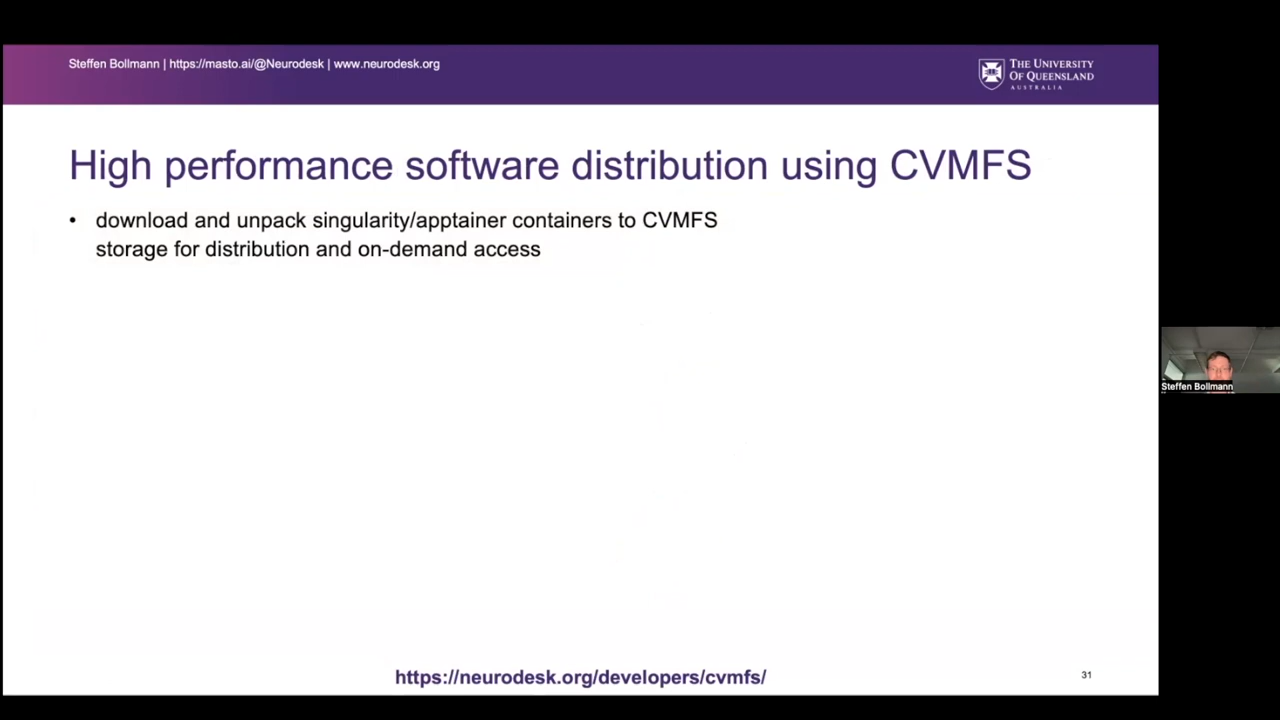 Steffen Bollmann | https://masto.ai/@Neurodesk | www.neurodesk.org
THE UNIVERSITY
OF QUEENSLAND
AUSTRALIA
High performance software distribution using CVMFS
• download and unpack singularity/apptainer containers to CVMFS
storage for distribution and on-demand access
Steffen Bollmann
https://neurodesk.org/developers/cvmfs/
31